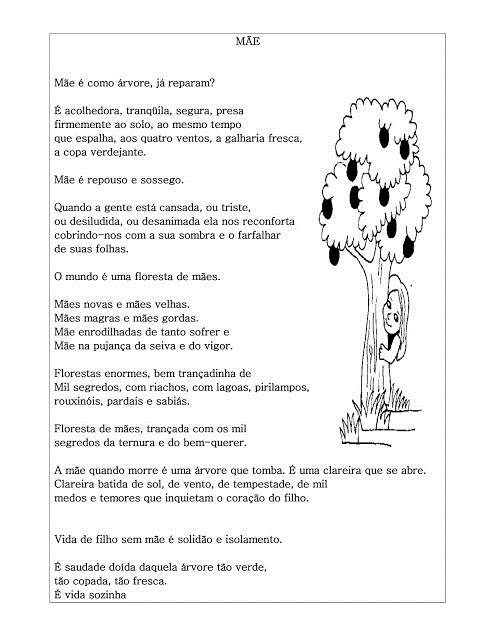 MÃE
Mãe é como árvore, já reparam?
É acolhedora, tranqüila, segura, presa
firmemente ao solo, ao mesmo tempo
que espalha, aos quatro ventos, a galharia fresca,
a copa verdejante.
Mãe é repouso e sossego.
Quando a gente está cansada, ou triste,
ou desiludida, ou desanimada ela nos reconforta
cobrindo-nos com a sua sombra e o farfalhar
de suas folhas.
O mundo é uma floresta de mães.
Mães novas e mães velhas.
Mães magras e mães gordas.
Mãe enrodilhadas de tanto sofrer e
Mãe na pujança da seiva e do vigor.
Florestas enormes, bem trançadinha de
Mil segredos, com riachos, com lagoas, pirilampos,
rouxinóis, pardais e sabiás.
Floresta de mães, trançada com os mil
segredos da ternura e do bem-querer.
A mãe quando morre é uma árvore que tomba. É uma clareira que se abre.
Clareira batida de sol, de vento, de tempestade, de mil
medos e temores que inquietam o coração do filho.
Vida de filho sem mãe é solidão e isolamento.
É saudade doída daquela árvore tão verde,
tão copada, tão fresca.
É vida sozinha